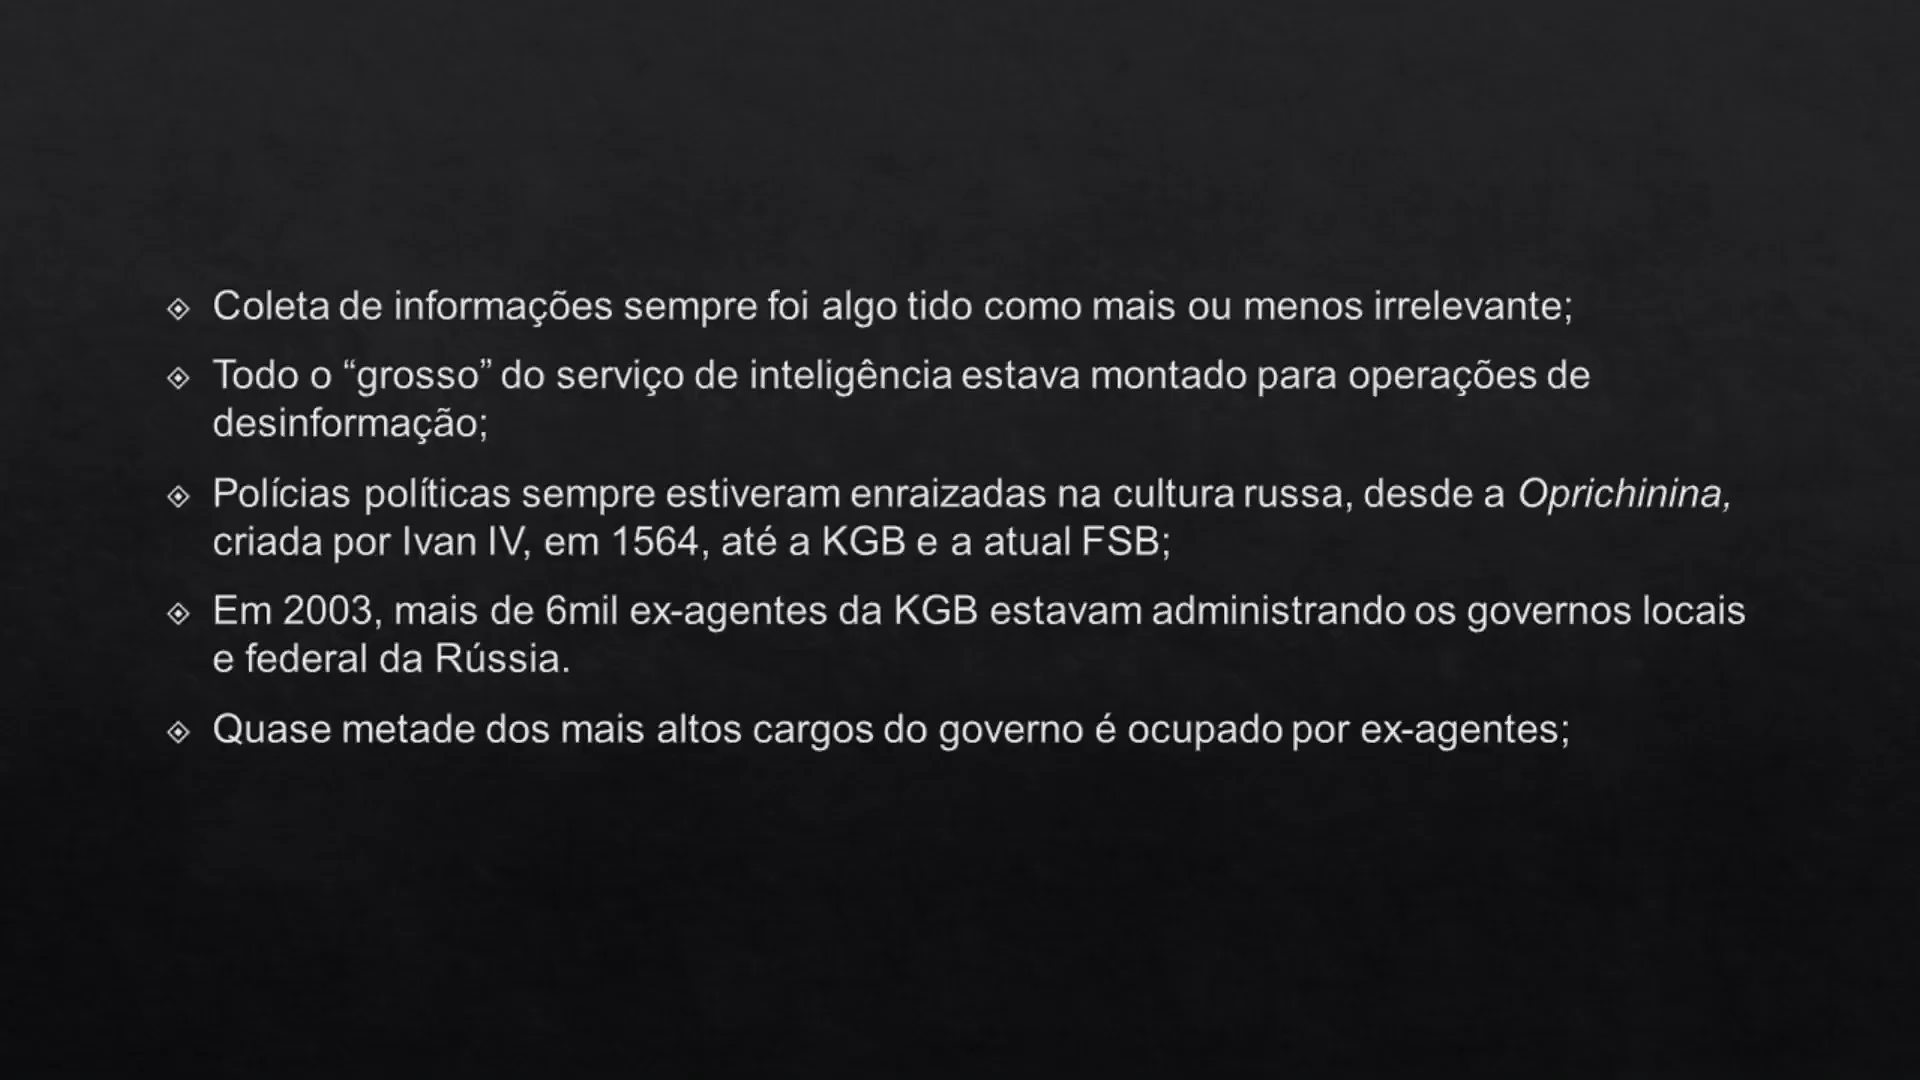 Coleta de informações sempre foi algo tido como mais ou menos irrelevante;
Todo o “grosso” do serviço de inteligência estava montado para operações de
desinformação;
Polícias políticas sempre estiveram enraizadas na cultura russa, desde a Oprichinina,
criada por Ivan IV, em 1564, até a KGB e a atual FSB;
Em 2003, mais de 6mil ex-agentes da KGB estavam administrando os governos locais
e federal da Rússia.
Quase metade dos mais altos cargos do governo é ocupado por ex-agentes;